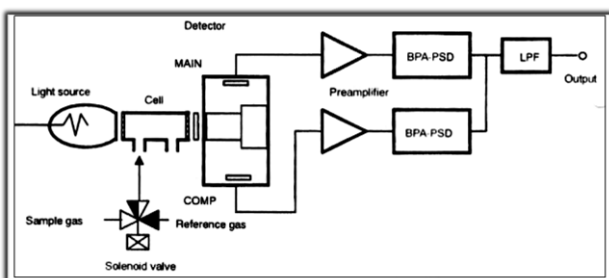 Detector
MAIN
BPA-PSD
LPF
Output
Light source
Cell
Preamplifier
BPA-PSD
COMP
Sample gas
Reference gas
Solenoid valve